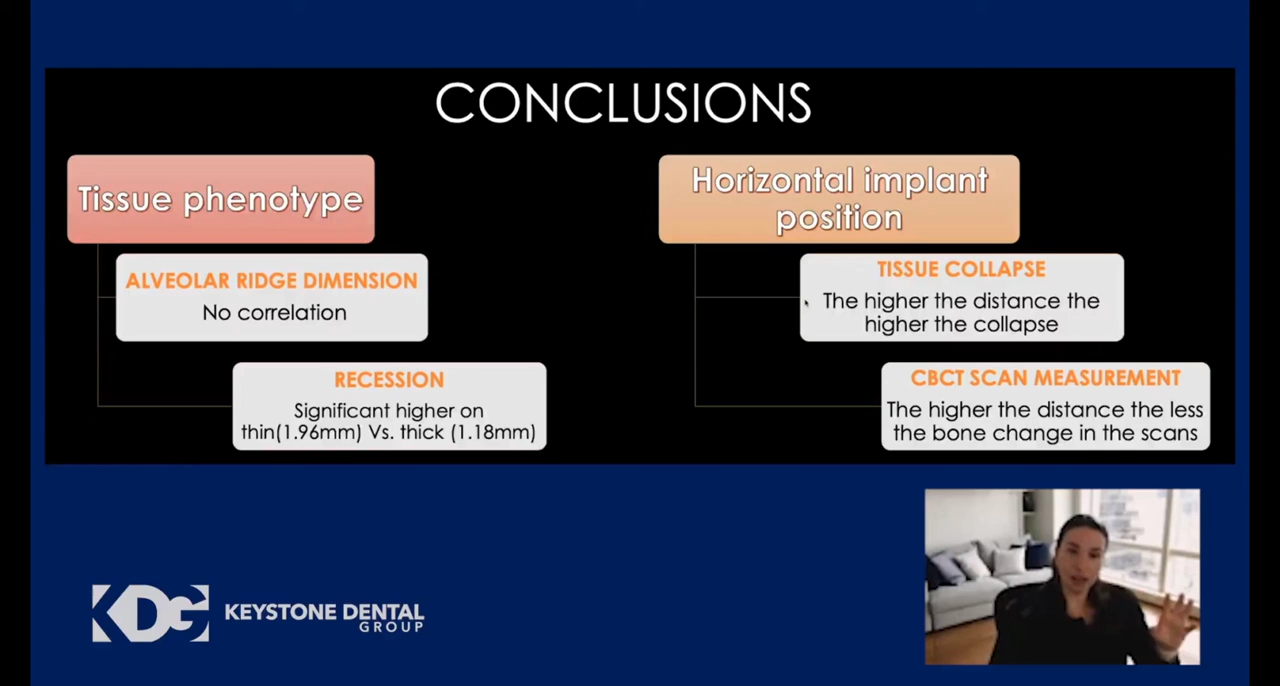 CONCLUSIONS
Tissue phenotype
ALVEOLAR RIDGE DIMENSION
No correlation
RECESSION
Significant higher on
thin(1.96mm) Vs. thick (1.18mm)
Horizontal implant
position
TISSUE COLLAPSE
The higher the distance the
higher the collapse
CBCT SCAN MEASUREMENT
The higher the distance the less
the bone change in the scans
KDG KEYSTONE DENTAL
GROUP